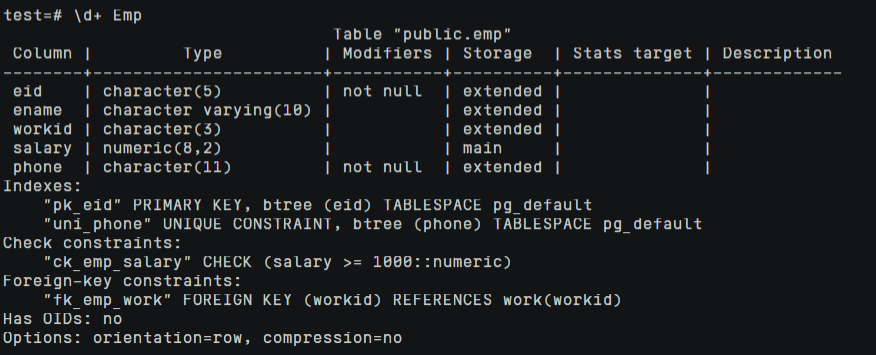 test=# \d+ Emp
Table "public.emp"
Column | Type | Modifiers | Storage | Stats target | Description
--------+-----------------------+-----------+----------+--------------+-------------
eid | character(5) | not null | extended | |
ename | character varying(10) | | extended | |
workid | character(3) | | extended | |
salary | numeric(8,2) | | main | |
phone | character(11) | not null | extended | |
Indexes:
"pk_eid" PRIMARY KEY, btree (eid) TABLESPACE pg_default
"uni_phone" UNIQUE CONSTRAINT, btree (phone) TABLESPACE pg_default
Check constraints:
"ck_emp_salary" CHECK (salary >= 1000::numeric)
Foreign-key constraints:
"fk_emp_work" FOREIGN KEY (workid) REFERENCES work(workid)
Has OIDs: no
Options: orientation=row, compression=no